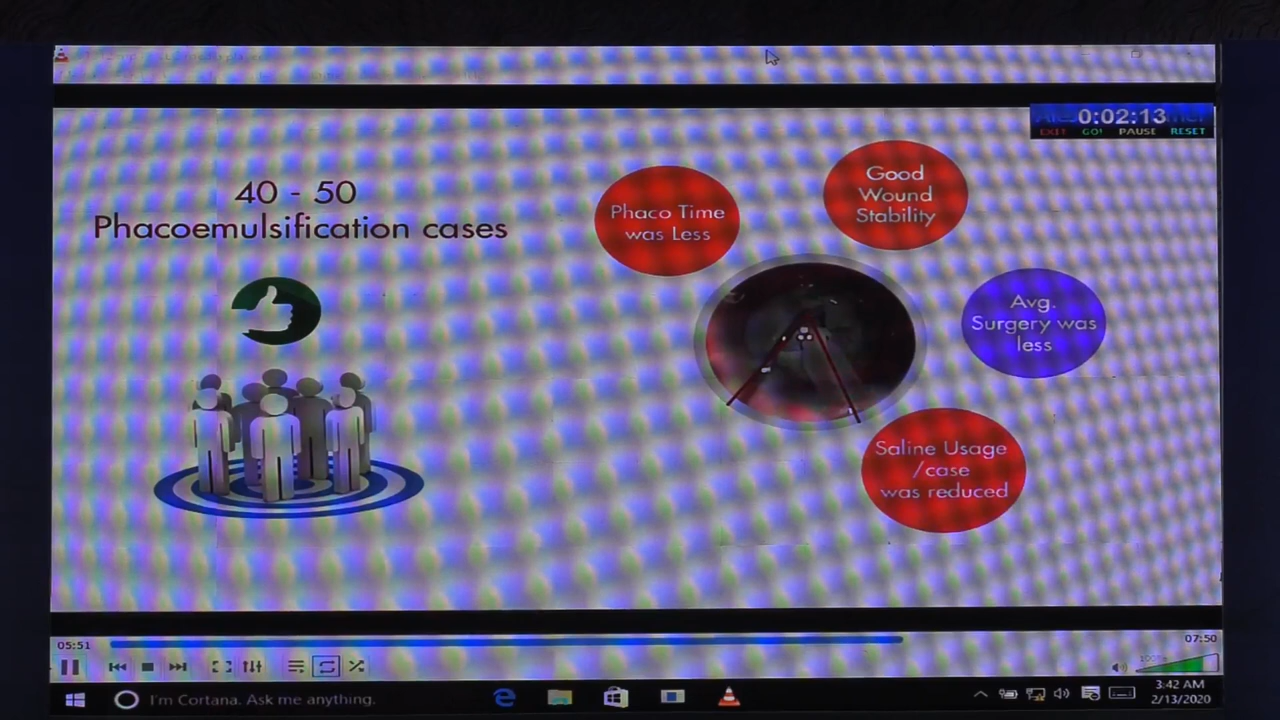 0:02:13
EXIT GO! PAUSE RESET
40 - 50
Phacoemulsification cases
Phaco Time
was Less
Good
Wound
Stability
Avg.
Surgery was
less
Saline Usage
/case
was reduced
05:51
07:50
100%
I'm Cortana. Ask me anything.
3:42 AM
2/13/2020